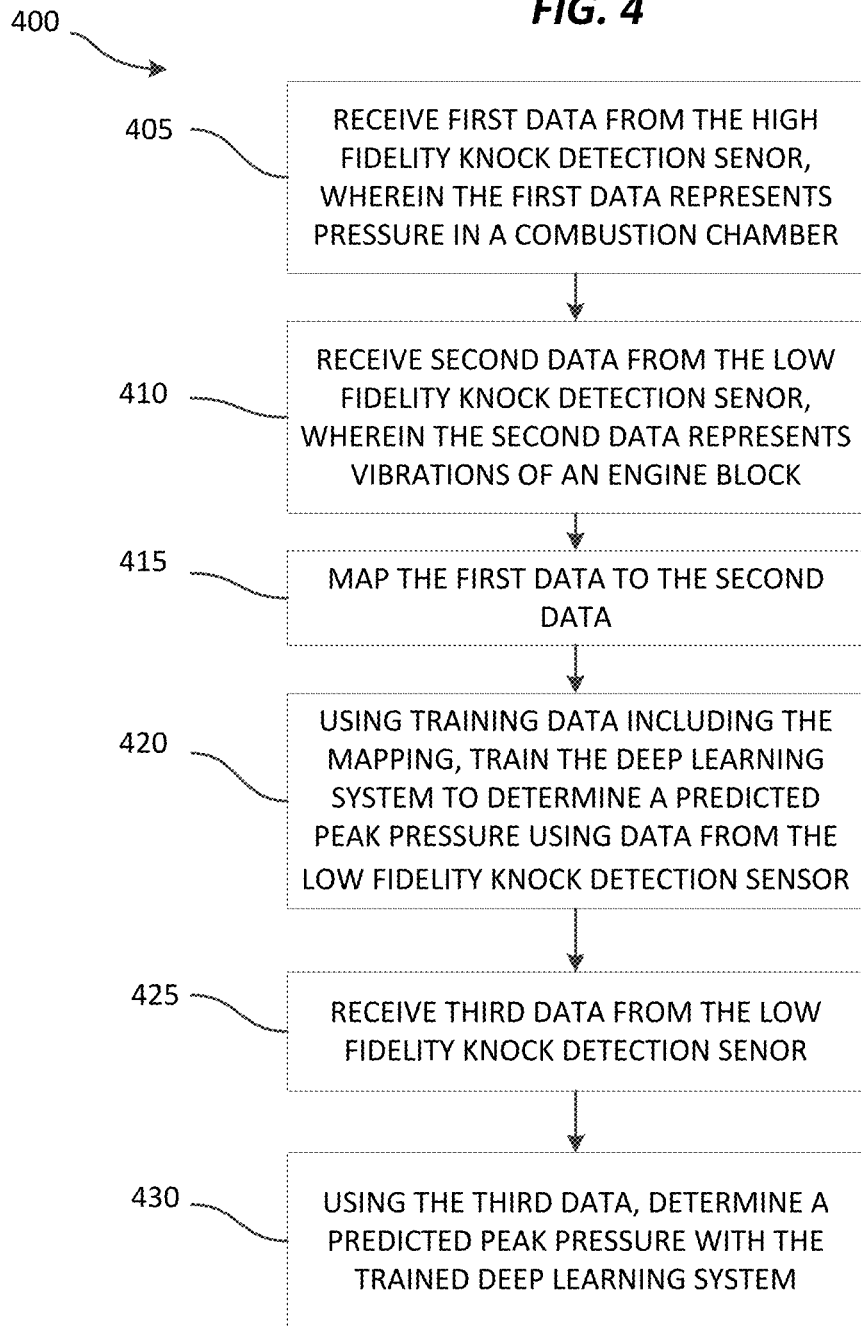 FIG. 4
400
405
RECEIVE FIRST DATA FROM THE HIGH
FIDELITY KNOCK DETECTION SENOR,
WHEREIN THE FIRST DATA REPRESENTS
PRESSURE IN A COMBUSTION CHAMBER
410
RECEIVE SECOND DATA FROM THE LOW
FIDELITY KNOCK DETECTION SENOR,
WHEREIN THE SECOND DATA REPRESENTS
VIBRATIONS OF AN ENGINE BLOCK
415
MAP THE FIRST DATA TO THE SECOND
DATA
420
USING TRAINING DATA INCLUDING THE
MAPPING, TRAIN THE DEEP LEARNING
SYSTEM TO DETERMINE A PREDICTED
PEAK PRESSURE USING DATA FROM THE
LOW FIDELITY KNOCK DETECTION SENSOR
425
RECEIVE THIRD DATA FROM THE LOW
FIDELITY KNOCK DETECTION SENOR
430
USING THE THIRD DATA, DETERMINE A
PREDICTED PEAK PRESSURE WITH THE
TRAINED DEEP LEARNING SYSTEM